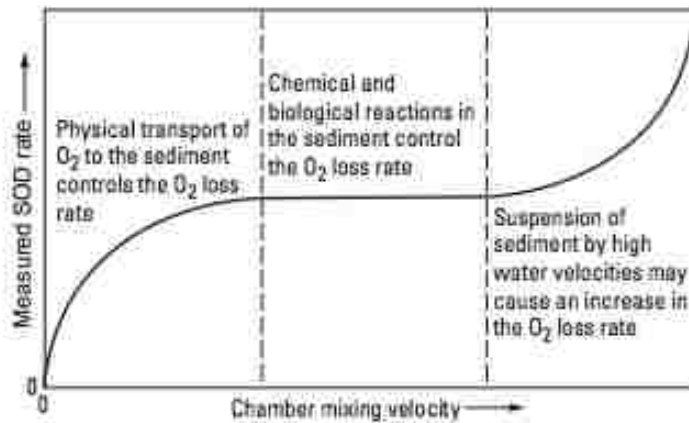 Measured SOD rate
Physical transport of
O2 to the sediment
controls the O2 loss
rate
Chemical and
biological reactions in
the sediment control
the O2 loss rate
Suspension of
sediment by high
water velocities may
cause an increase in
the O2 loss rate
0
0
Chamber mixing velocity